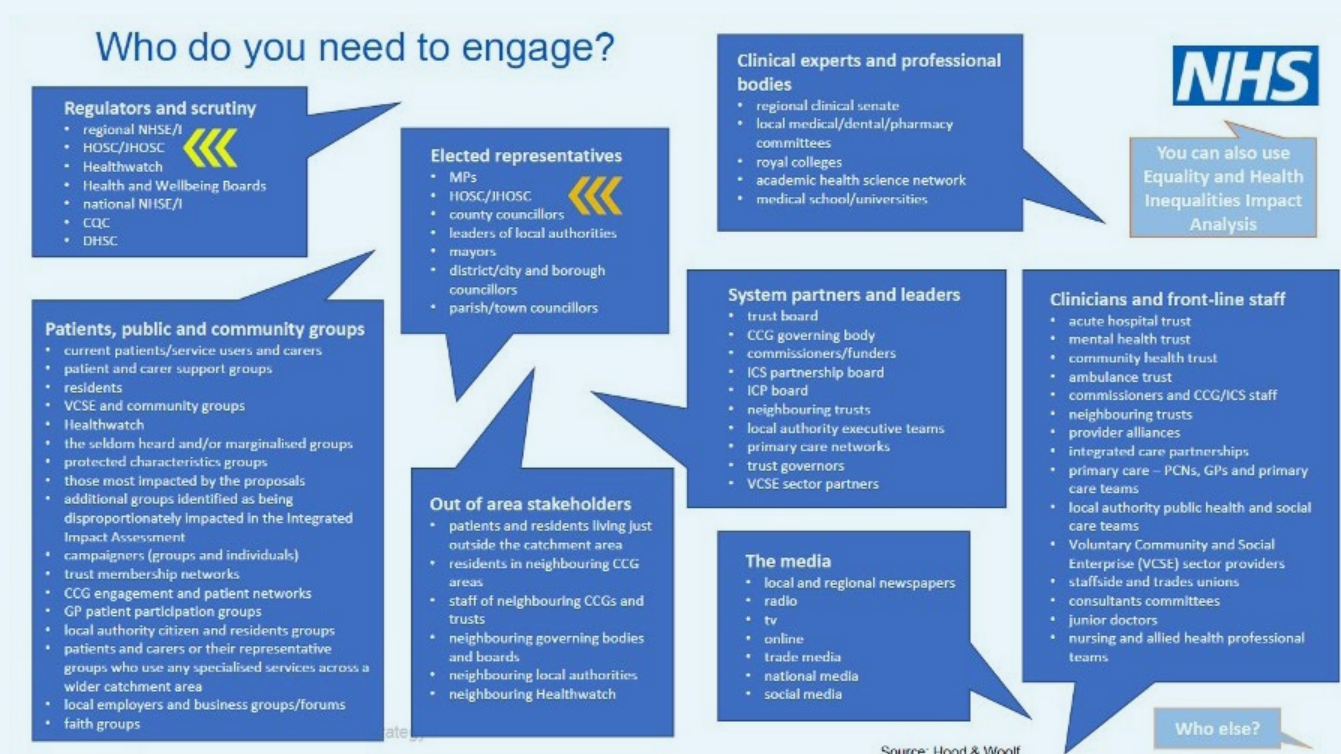 Who do you need to engage?
Regulators and scrutiny
• regional NHSE/I
• HOSC/JHOSC
• Healthwatch
• Health and Wellbeing Boards
• national NHSE/I
• CQC
• DHSC
Elected representatives
• MPs
• HOSC/JHOSC
• county councillors
• leaders of local authorities
• mayors
• district/city and borough
councillors
• parish/town councillors
Clinical experts and professional
bodies
• regional clinical senate
• local medical/dental/pharmacy
committees
• royal colleges
• academic health science network
• medical school/universities
NHS
You can also use
Equality and Health
Inequalities Impact
Analysis
Patients, public and community groups
• current patients/service users and carers
• patient and carer support groups
• residents
• VCSE and community groups
• Healthwatch
• the seldom heard and/or marginalised groups
• protected characteristics groups
• those most impacted by the proposals
• additional groups identified as being
disproportionately impacted in the Integrated
Impact Assessment
• campaigners (groups and individuals)
• trust membership networks
• CCG engagement and patient networks
• GP patient participation groups
• local authority citizen and residents groups
• patients and carers or their representative
groups who use any specialised services across a
wider catchment area
• local employers and business groups/forums
• faith groups
Out of area stakeholders
• patients and residents living just
outside the catchment area
• residents in neighbouring CCG
areas
• staff of neighbouring CCGs and
trusts
• neighbouring governing bodies
and boards
• neighbouring local authorities
• neighbouring Healthwatch
System partners and leaders
• trust board
• CCG governing body
• commissioners/funders
• ICS partnership board
• ICP board
• neighbouring trusts
• local authority executive teams
• primary care networks
• trust governors
• VCSE sector partners
The media
• local and regional newspapers
• radio
• tv
• online
• trade media
• national media
• social media
Clinicians and front-line staff
• acute hospital trust
• mental health trust
• community health trust
• ambulance trust
• commissioners and CCG/ICS staff
• neighbouring trusts
• provider alliances
• integrated care partnerships
• primary care – PCNs, GPs and primary
care teams
• local authority public health and social
care teams
• Voluntary Community and Social
Enterprise (VCSE) sector providers
• staffside and trades unions
• consultants committees
• junior doctors
• nursing and allied health professional
teams
Who else?
Source: Hood & Woolf